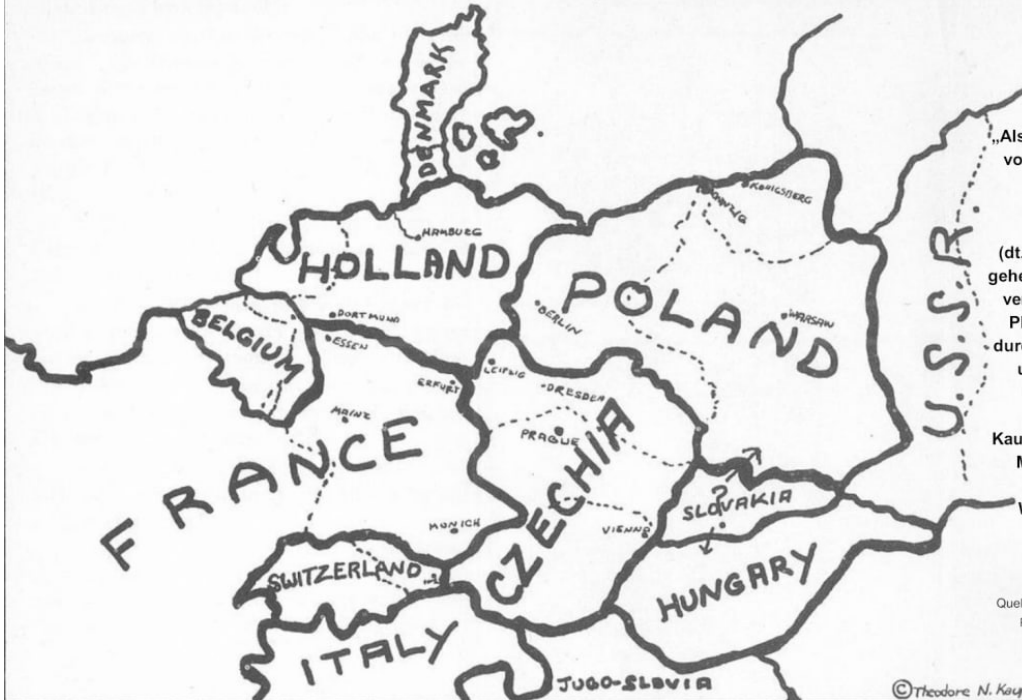 DENMARK
KONIGSBERG
DANZIG
HAMBURG
HOLLAND
POLAND
U.S.S.R.
BERLIN
WARSAW
BELGIUM
DORTMUND
ESSEN
LEIPZIG
ERFURT
DRESDEN
MAINZ
PRAGUE
FRANCE
CZECHIA
?
SLOVAKIA
MUNICH
VIENNA
SWITZERLAND
HUNGARY
ITALY
JUGO-SLAVIA
„Als
vo
(dt.
gehe
ver
Pl
durc
u
Kau
M
W
Quel
©Theodore N. Kau